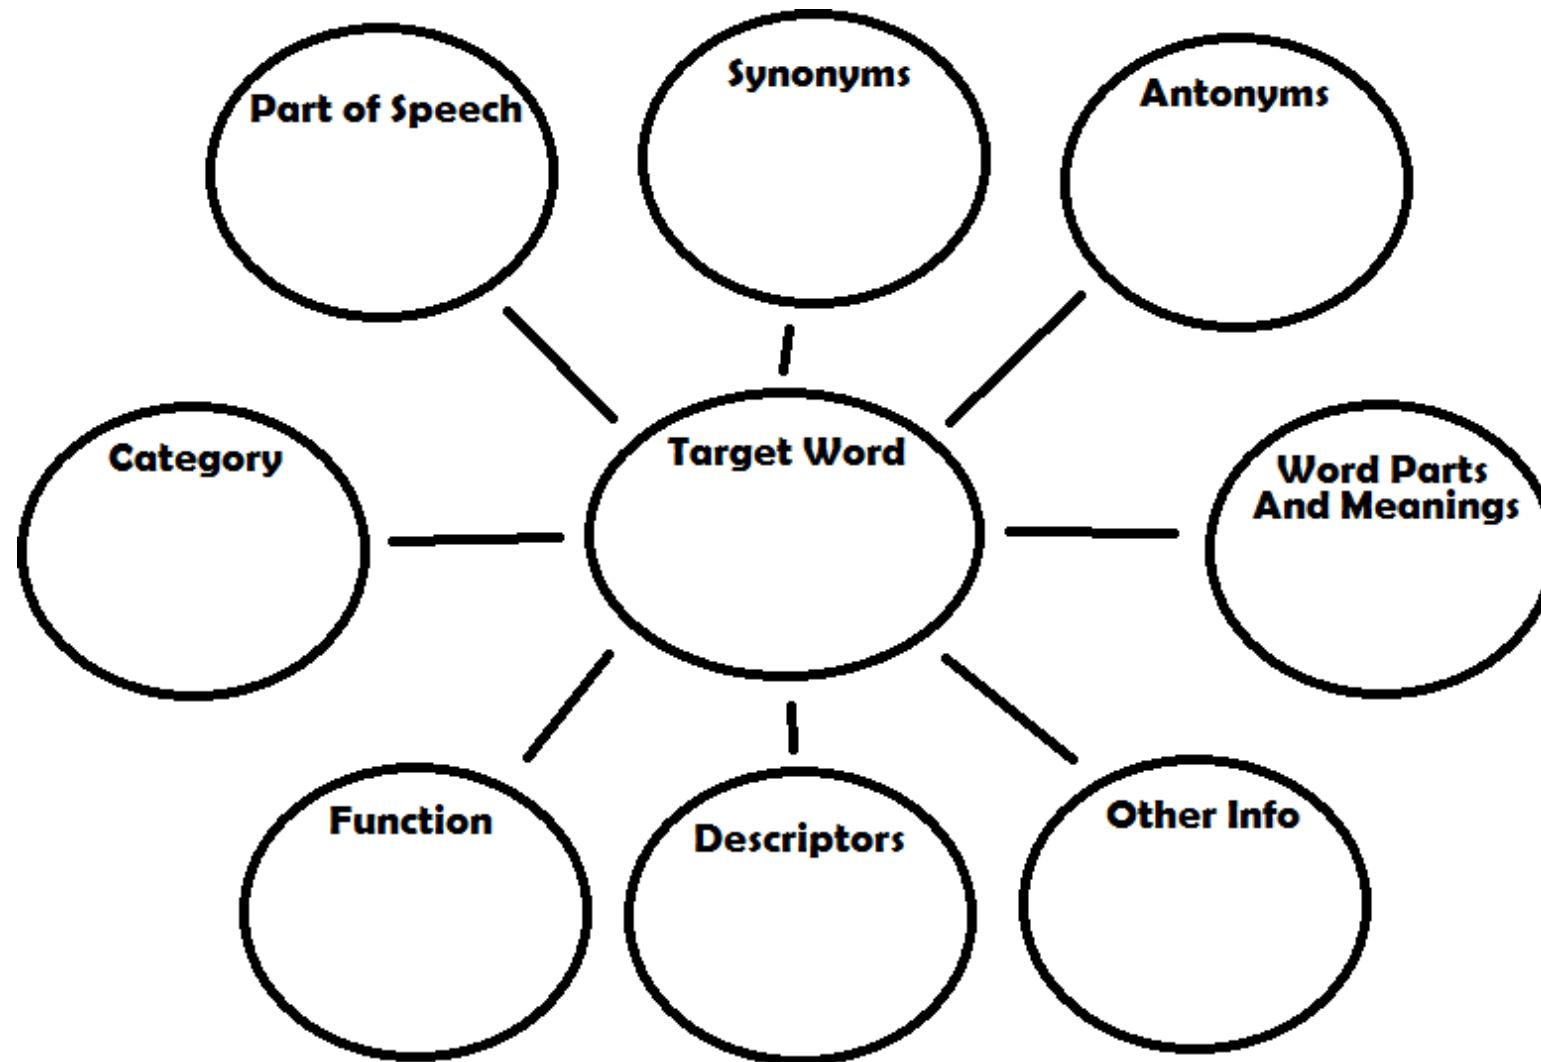 Part of Speech
Synonyms
Antonyms
Category
Target Word
Word Parts
And Meanings
Function
Descriptors
Other Info